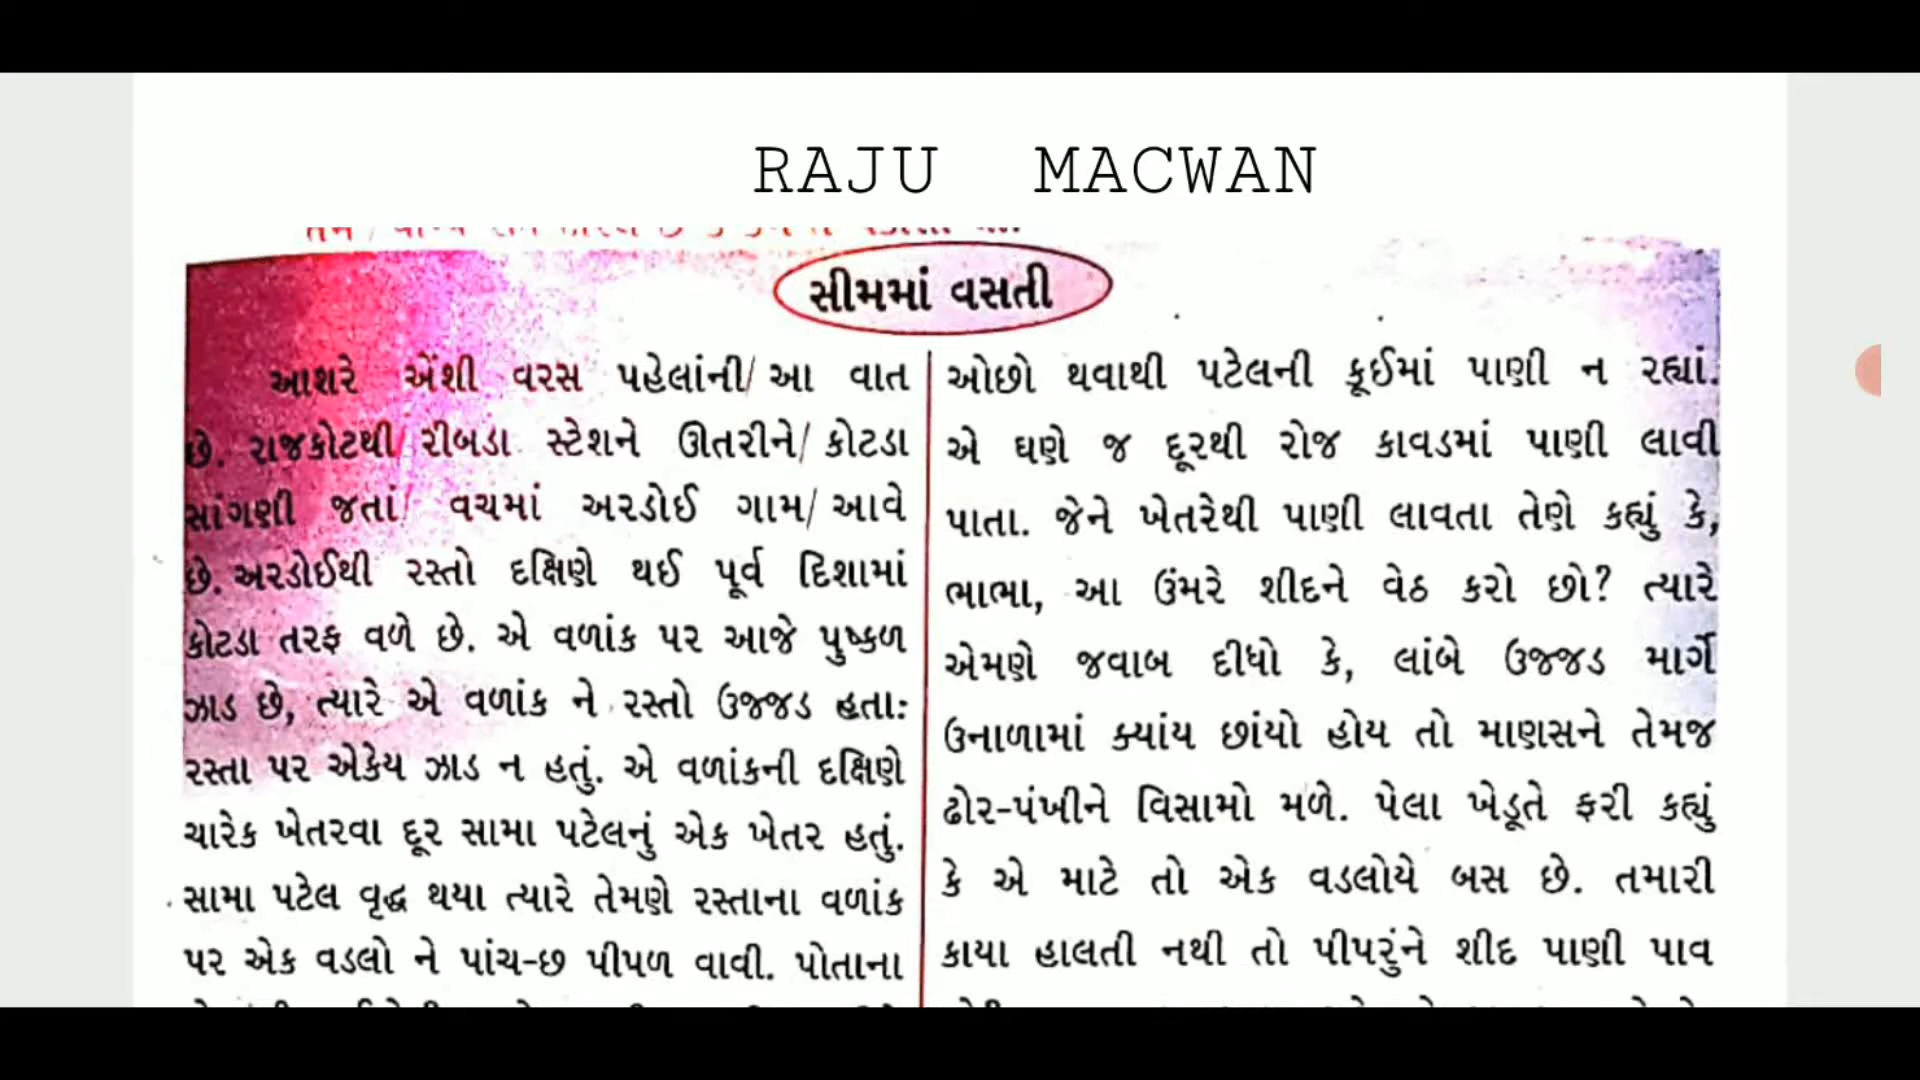 RAJU MACWAN
સીમમાં વસતી
આશરે એંશી વરસ પહેલાંની/ આ વાત
છે. રાજકોટથી/ રીબડા સ્ટેશને ઊતરીને/ કોટડા
સાંગણી જતાં/ વચમાં અરડોઈ ગામ/ આવે
છે. અરડોઈથી રસ્તો દક્ષિણે થઈ પૂર્વ દિશામાં
કોટડા તરફ વળે છે. એ વળાંક પર આજે પુષ્કળ
ઝાડ છે, ત્યારે એ વળાંક ને રસ્તો ઉજ્જડ હતાઃ
રસ્તા પર એકેય ઝાડ ન હતું. એ વળાંકની દક્ષિણે
ચારેક ખેતરવા દૂર સામા પટેલનું એક ખેતર હતું.
સામા પટેલ વૃદ્ધ થયા ત્યારે તેમણે રસ્તાના વળાંક
પર એક વડલો ને પાંચ-છ પીપળ વાવી. પોતાના
ઓછો થવાથી પટેલની કૂઈમાં પાણી ન રહ્યાં.
એ ઘણે જ દૂરથી રોજ કાવડમાં પાણી લાવી
પાતા. જેને ખેતરેથી પાણી લાવતા તેણે કહ્યું કે,
ભાભા, આ ઉંમરે શીદને વેઠ કરો છો? ત્યારે
એમણે જવાબ દીધો કે, લાંબે ઉજ્જડ માર્ગે
ઉનાળામાં ક્યાંય છાંયો હોય તો માણસને તેમજ
ઢોર-પંખીને વિસામો મળે. પેલા ખેડૂતે ફરી કહ્યું
કે એ માટે તો એક વડલોયે બસ છે. તમારી
કાયા હાલતી નથી તો પીપરુંને શીદ પાણી પાવ